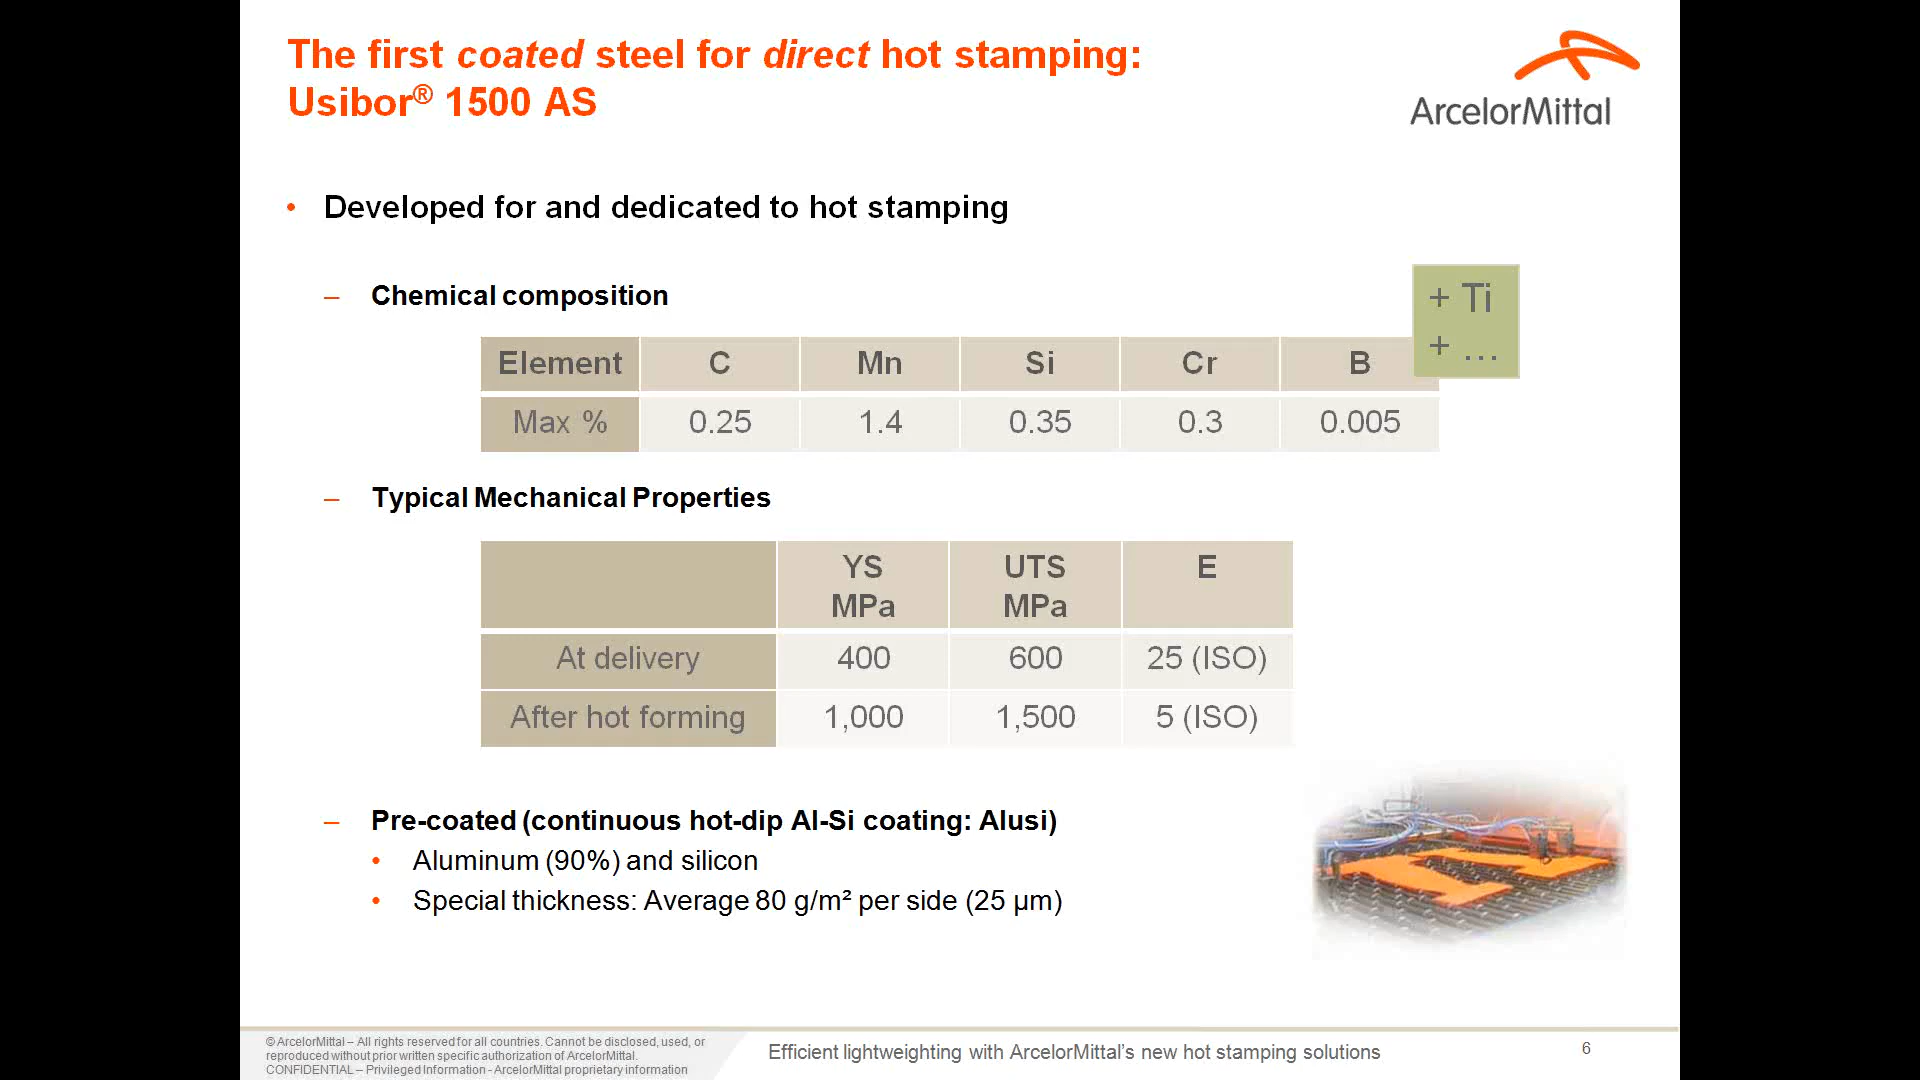 The first coated steel for direct hot stamping:
Usibor® 1500 AS
ArcelorMittal
• Developed for and dedicated to hot stamping
– Chemical composition
+ Ti
+ …
Element C Mn Si Cr B
Max % 0.25 1.4 0.35 0.3 0.005
– Typical Mechanical Properties
YS UTS E
MPa MPa
At delivery 400 600 25 (ISO)
After hot forming 1,000 1,500 5 (ISO)
– Pre-coated (continuous hot-dip Al-Si coating: Alusi)
• Aluminum (90%) and silicon
• Special thickness: Average 80 g/m² per side (25 µm)
© ArcelorMittal – All rights reserved for all countries. Cannot be disclosed, used, or
reproduced without prior written specific authorization of ArcelorMittal.
CONFIDENTIAL – Privileged Information - ArcelorMittal proprietary information
Efficient lightweighting with ArcelorMittal’s new hot stamping solutions
6